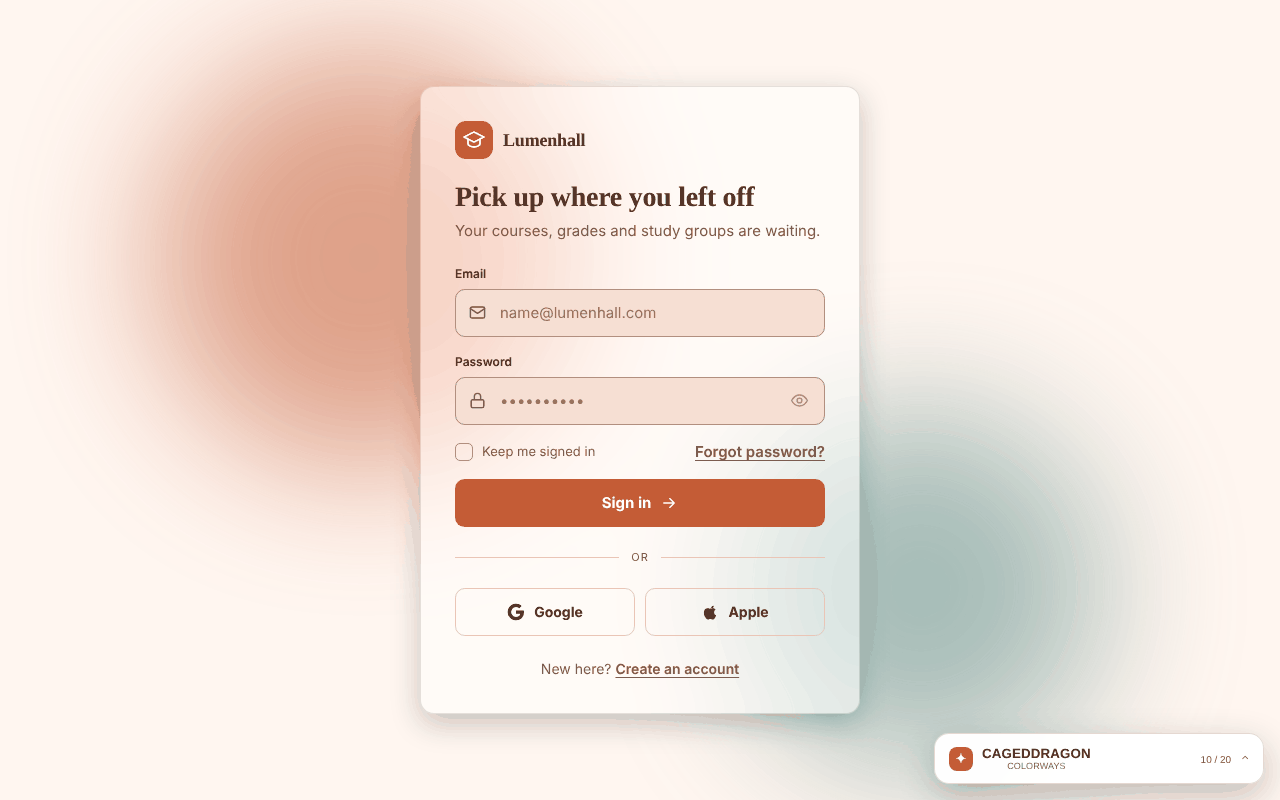 Lumenhall
Pick up where you left off
Your courses, grades and study groups are waiting.
Email
name@lumenhall.com
Password
••••••••••
Keep me signed in
Forgot password?
Sign in →
OR
Google
Apple
New here? Create an account
CAGEDDRAGON
COLORWAYS
10 / 20